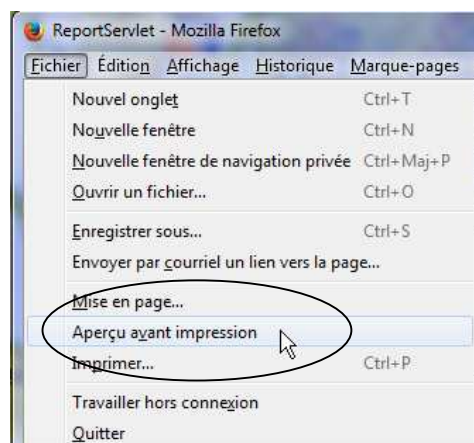 ReportServlet - Mozilla Firefox
Fichier Édition Affichage Historique Marque-pages
Nouvel onglet Ctrl+T
Nouvelle fenêtre Ctrl+N
Nouvelle fenêtre de navigation privée Ctrl+Maj+P
Ouvrir un fichier... Ctrl+O
Enregistrer sous... Ctrl+S
Envoyer par courriel un lien vers la page...
Mise en page...
Aperçu avant impression
Imprimer... Ctrl+P
Travailler hors connexion
Quitter